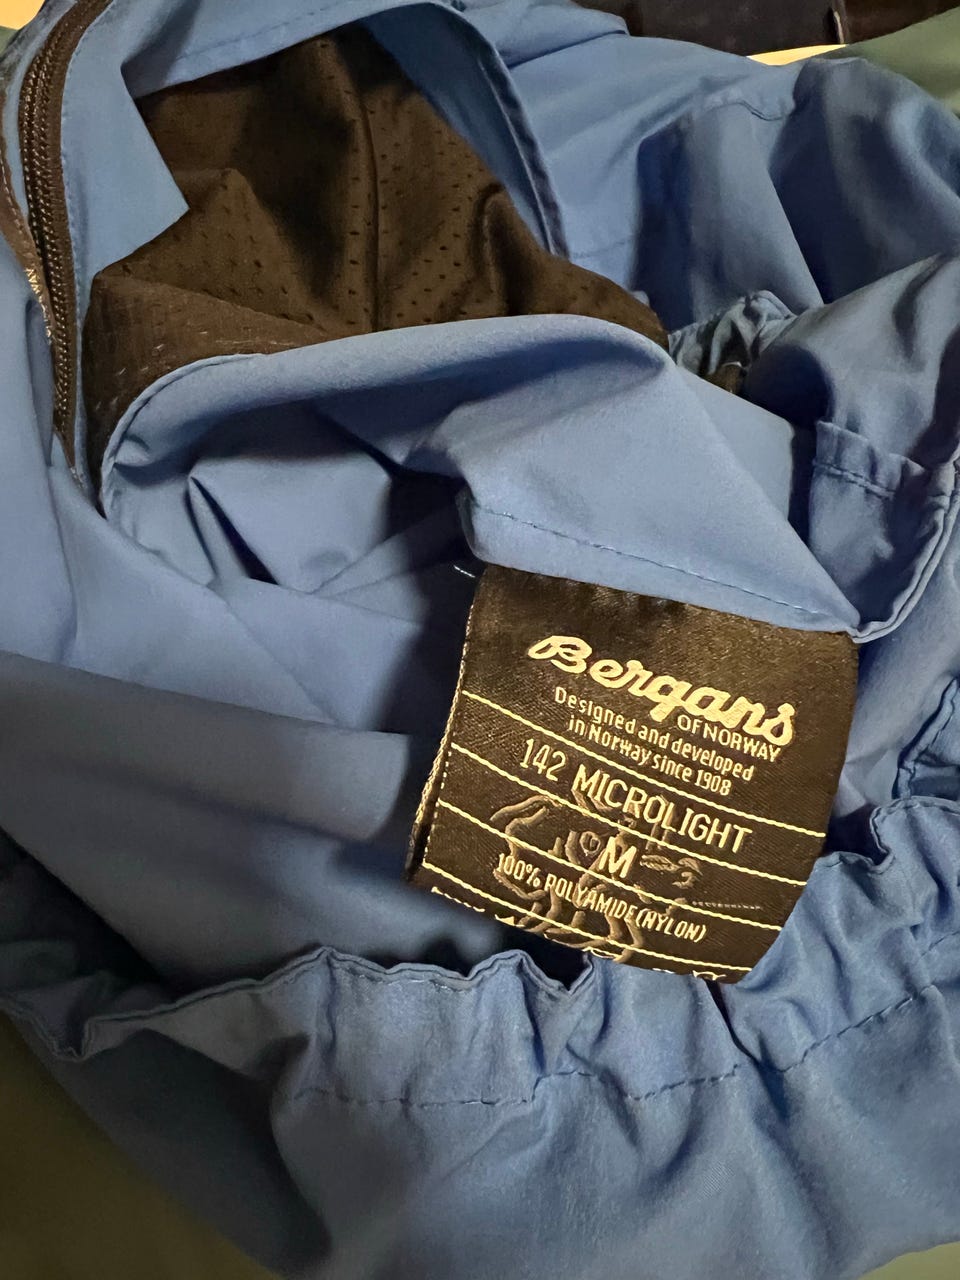 Bergans
OF NORWAY
Designed and developed
in Norway since 1908
142 MICROLIGHT
M
100% POLYAMIDE (NYLON)